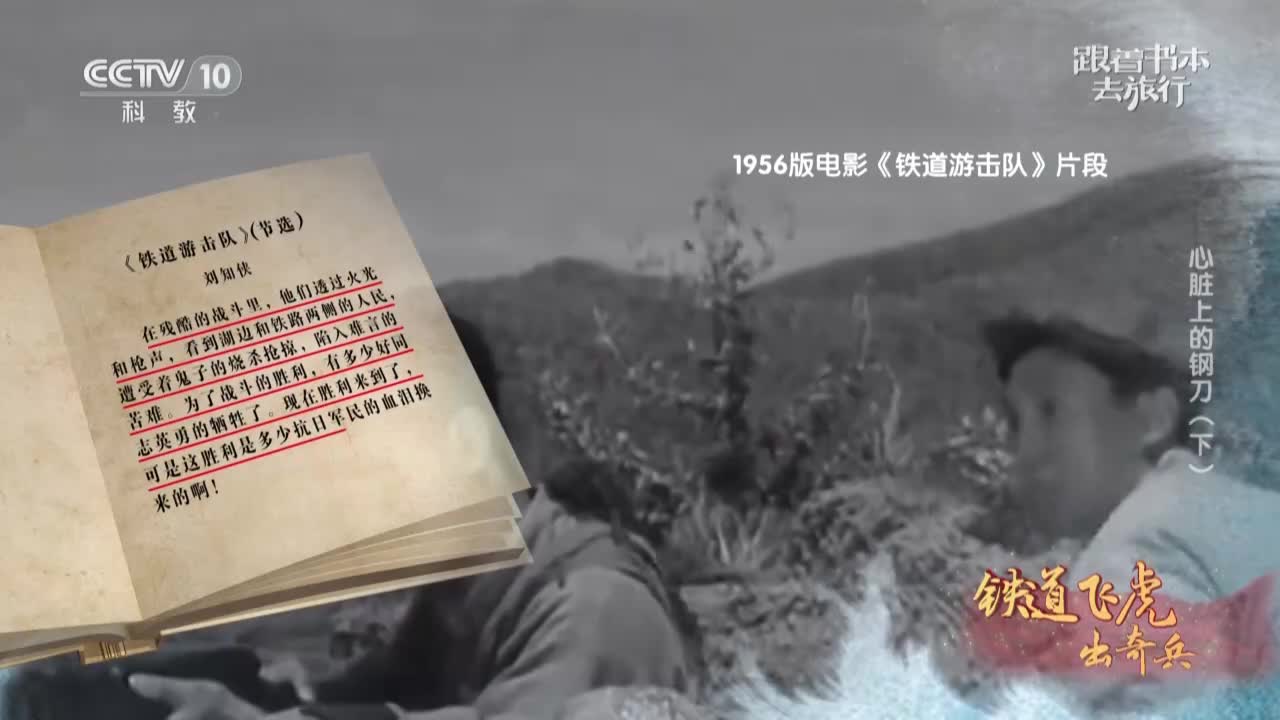 CCTV 10
科教
跟着书本
去旅行
1956版电影《铁道游击队》片段
《铁道游击队》(节选)
刘知侠
在残酷的战斗里，他们透过火光
和枪声，看到湖边和铁路两侧的人民，
遭受着鬼子的烧杀抢掠，陷入难言的
苦难。为了战斗的胜利，有多少好同
志英勇的牺牲了。现在胜利来到了，
可是这胜利是多少抗日军民的血泪换
来的啊！
心脏上的钢刀（下）
铁道飞虎
出奇兵